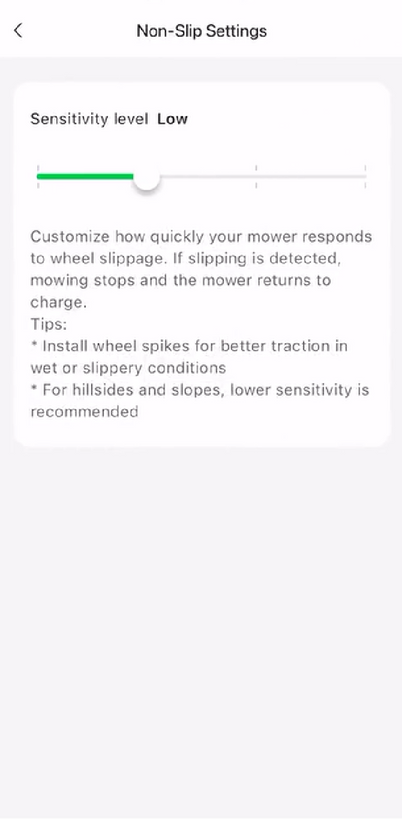 Non-Slip Settings
Sensitivity level Low
Customize how quickly your mower responds
to wheel slippage. If slipping is detected,
mowing stops and the mower returns to
charge.
Tips:
* Install wheel spikes for better traction in
wet or slippery conditions
* For hillsides and slopes, lower sensitivity is
recommended